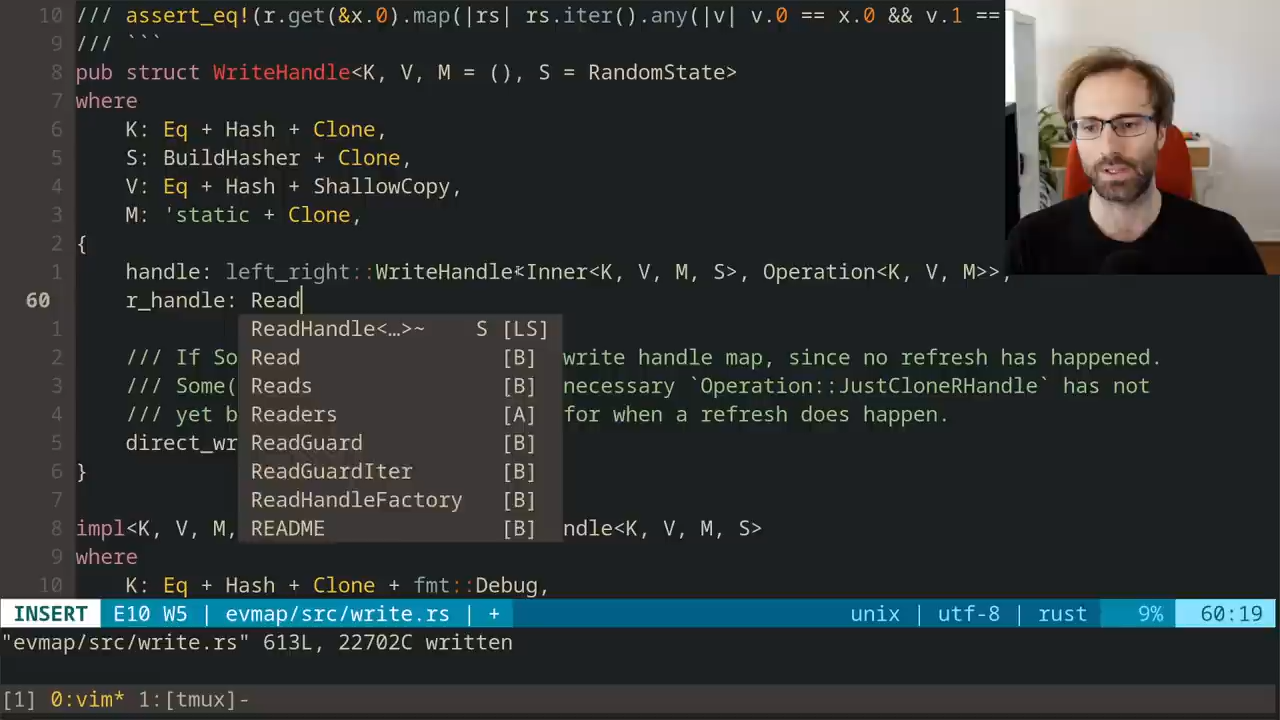 10 /// assert_eq!(r.get(&x.0).map(|rs| rs.iter().any(|v| v.0 == x.0 && v.1 ==
9 /// ```
8 pub struct WriteHandle<K, V, M = (), S = RandomState>
7 where
6 K: Eq + Hash + Clone,
5 S: BuildHasher + Clone,
4 V: Eq + Hash + ShallowCopy,
3 M: 'static + Clone,
2 {
1 handle: left_right::WriteHandle<Inner<K, V, M, S>, Operation<K, V, M>>,
60 r_handle: Read
1 ReadHandle<…>~ S [LS]
2 /// If So Read [B] write handle map, since no refresh has happened.
3 /// Some( Reads [B] necessary `Operation::JustCloneRHandle` has not
4 /// yet b Readers [A] for when a refresh does happen.
5 direct_wr ReadGuard [B]
6 } ReadGuardIter [B]
7 ReadHandleFactory [B]
8 impl<K, V, M, README [B] ndle<K, V, M, S>
9 where
10 K: Eq + Hash + Clone + fmt::Debug,
INSERT E10 W5 | evmap/src/write.rs | + unix | utf-8 | rust 9% 60:19
"evmap/src/write.rs" 613L, 22702C written
[1] 0:vim* 1:[tmux]-